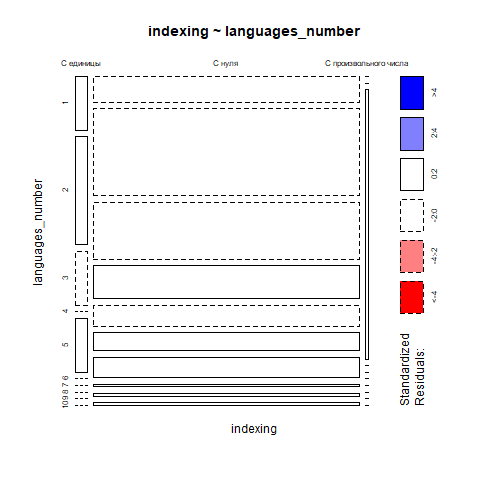 indexing ~ languages_number
С единицы С нуля С произвольного числа
languages_number
1
2
3
4
5
6
7
8
9
10
indexing
Standardized
Residuals:
<-4
-4:-2
-2:0
0:2
2:4
>4